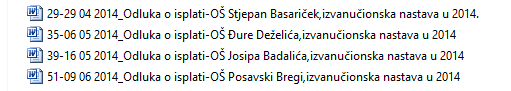 29-29 04 2014_Odluka o isplati-OŠ Stjepan Basariček,izvanučionska nastava u 2014.
35-06 05 2014_Odluka o isplati-OŠ Đure Deželića,izvanučionska nastava u 2014
39-16 05 2014_Odluka o isplati-OŠ Josipa Badalića,izvanučionska nastava u 2014
51-09 06 2014_Odluka o isplati-OŠ Posavski Bregi,izvanučionska nastava u 2014